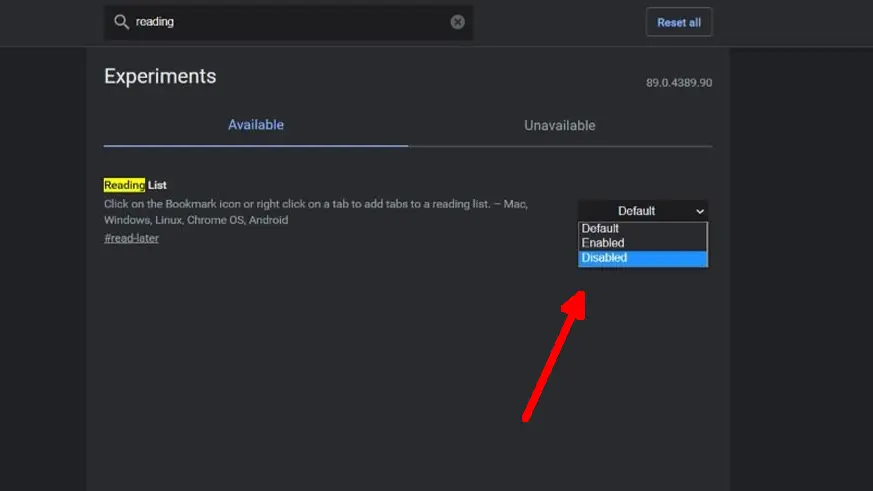 reading
Reset all
Experiments
89.0.4389.90
Available
Unavailable
Reading List
Click on the Bookmark icon or right click on a tab to add tabs to a reading list. – Mac,
Windows, Linux, Chrome OS, Android
#read-later
Default
Default
Enabled
Disabled